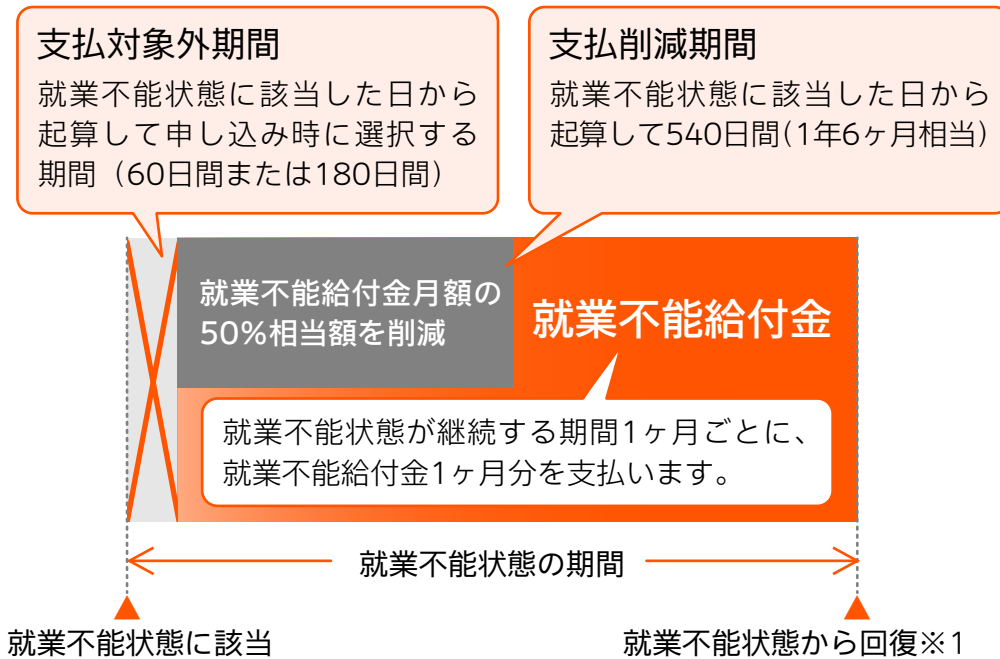 支払対象外期間
就業不能状態に該当した日から
起算して申し込み時に選択する
期間（60日間または180日間）
支払削減期間
就業不能状態に該当した日から
起算して540日間(1年6ヶ月相当)
就業不能給付金月額の
50%相当額を削減
就業不能給付金
就業不能状態が継続する期間1ヶ月ごとに、
就業不能給付金1ヶ月分を支払います。
就業不能状態の期間
就業不能状態に該当
就業不能状態から回復※1